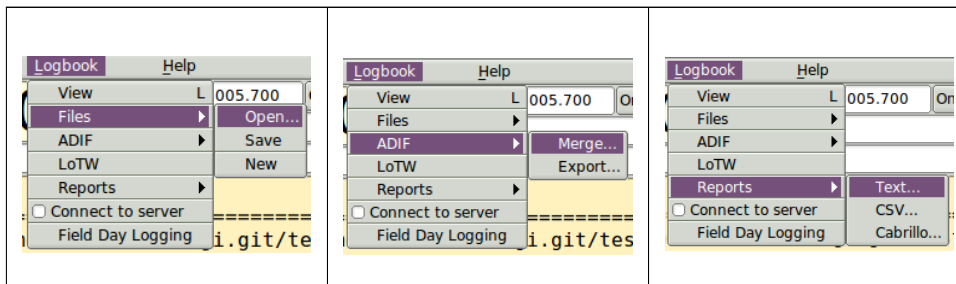 Logbook Help
View L 005.700
Files Open...
ADIF Save
LoTW New
Reports
Connect to server
Field Day Logging i.git/te
Logbook Help
View L 005.700 On
Files
ADIF Merge...
LoTW Export...
Reports
Connect to server
Field Day Logging i.git/tes
Logbook Help
View L 005.700 On
Files
ADIF
LoTW
Reports Text...
Connect to server CSV...
Field Day Logging Cabrillo...